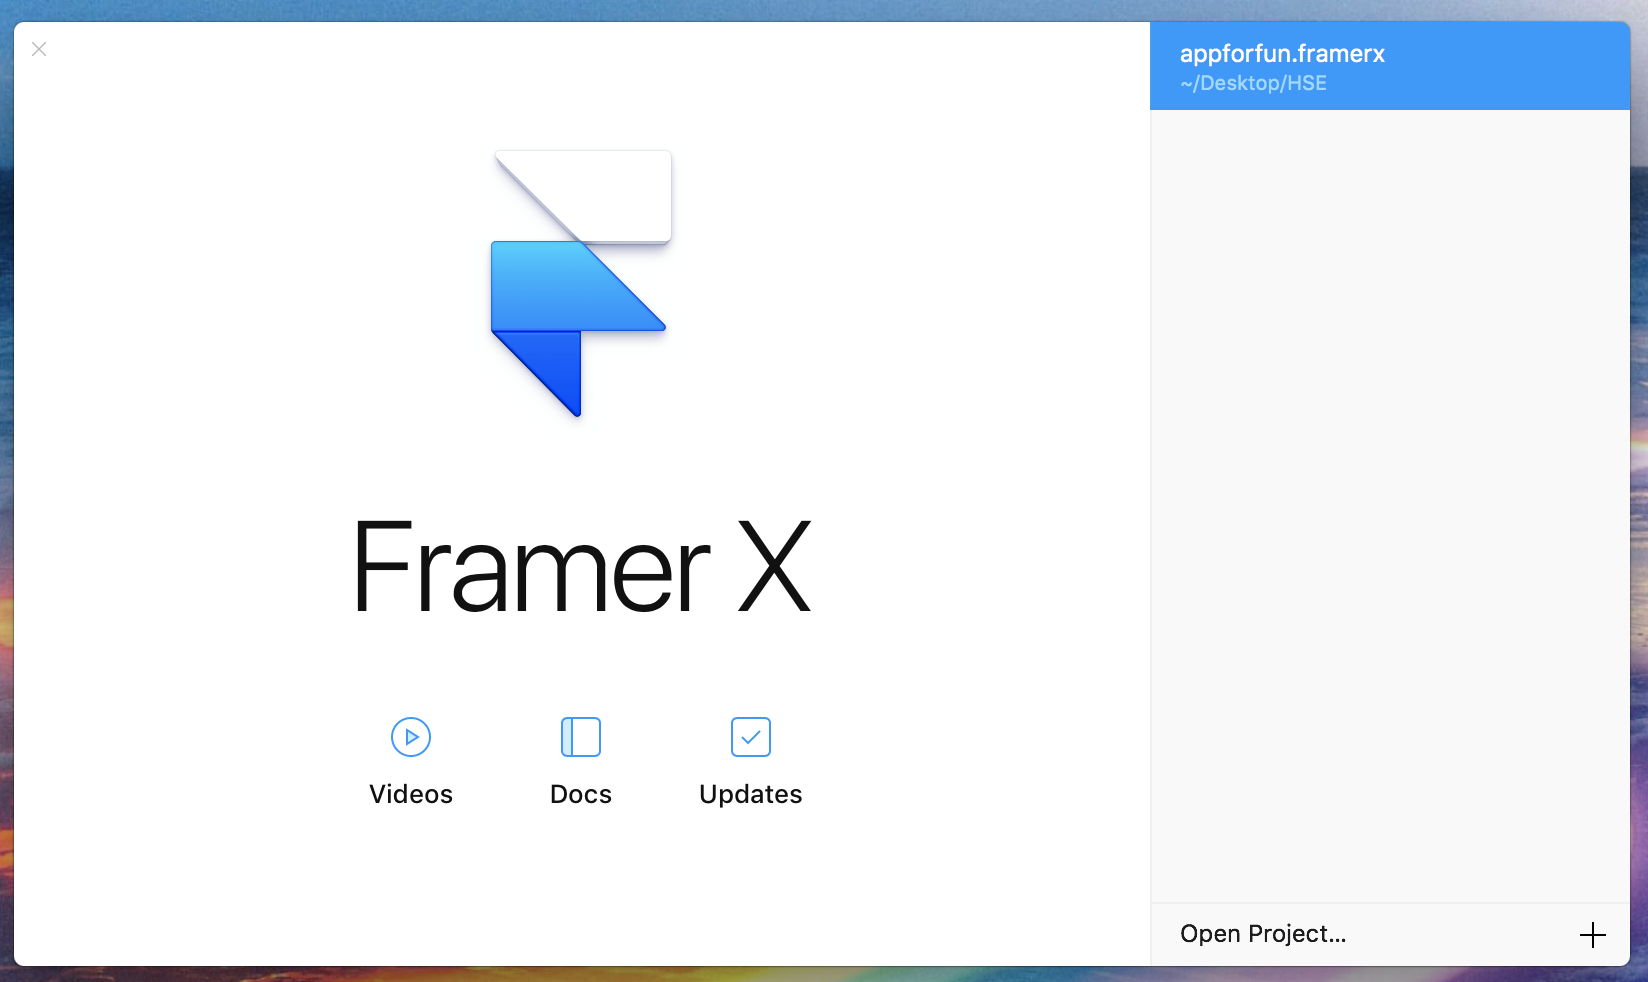 appforfun.framerx
~/Desktop/HSE
Framer X
Videos
Docs
Updates
Open Project...